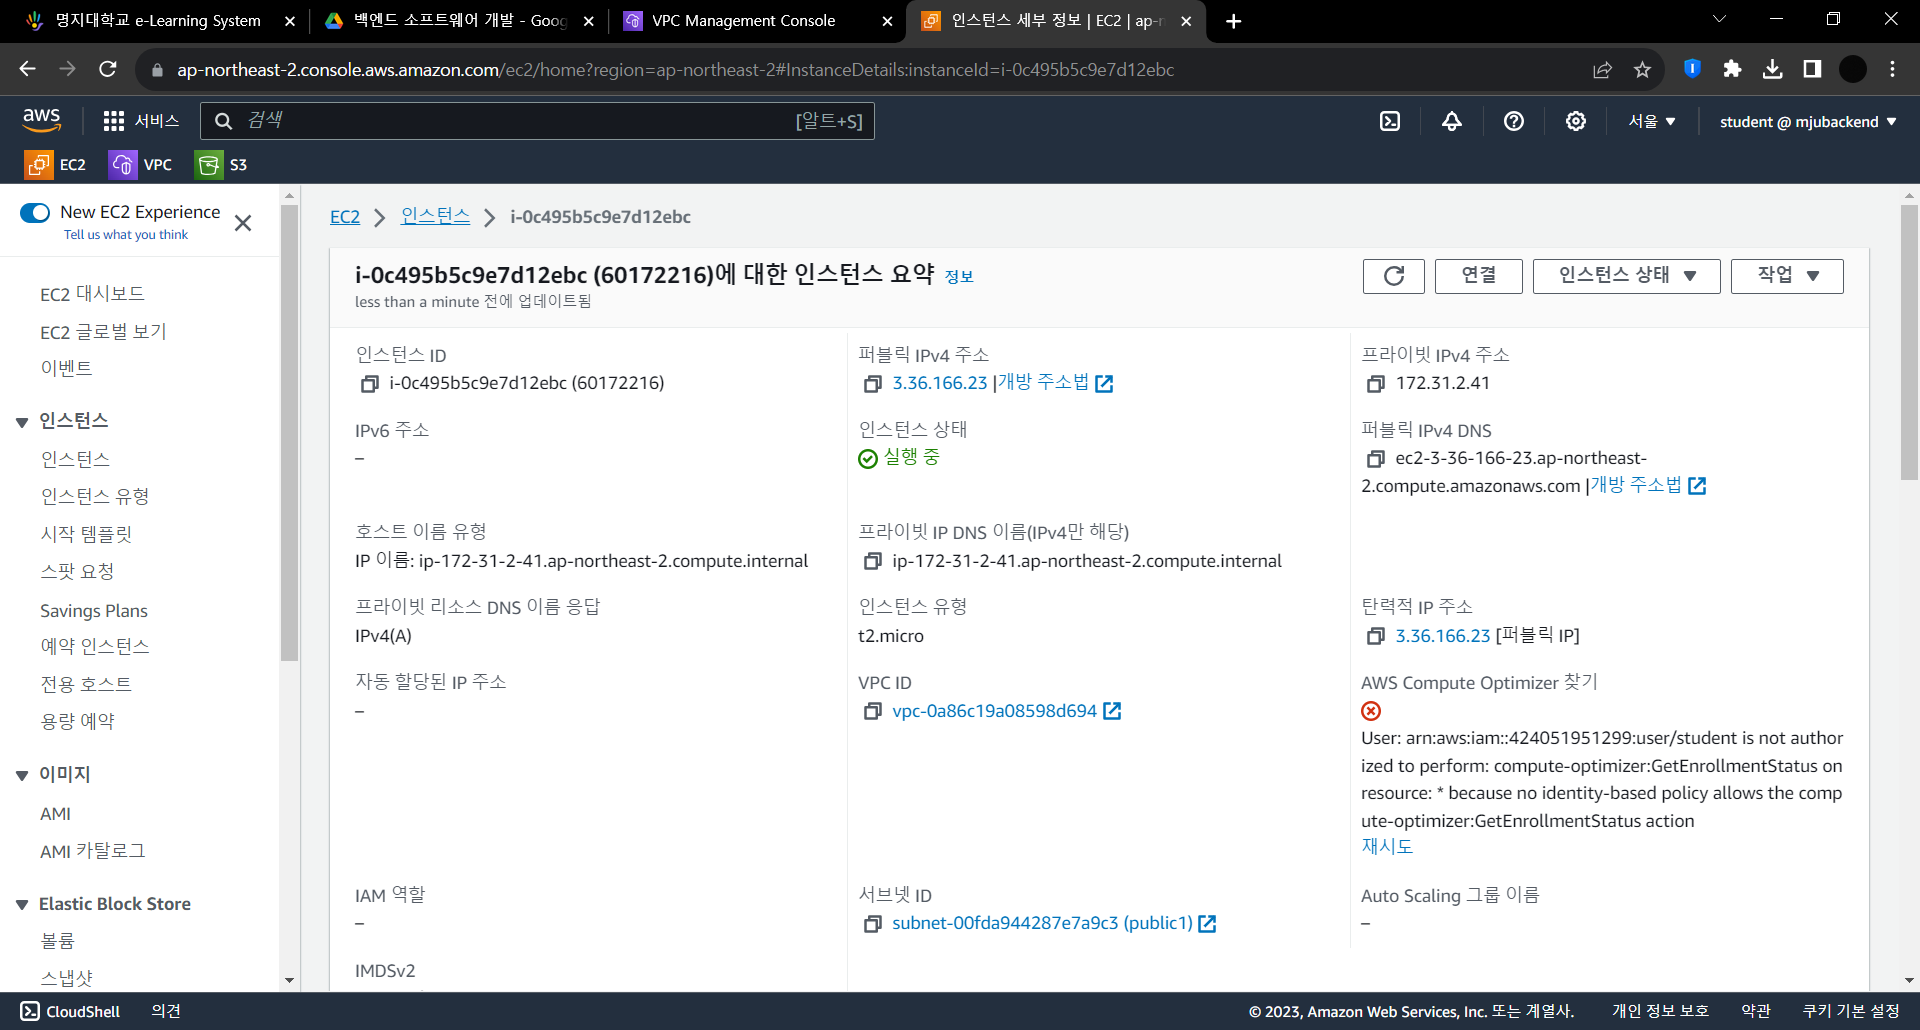 명지대학교 e-Learning System
백엔드 소프트웨어 개발 - Goog
VPC Management Console
인스턴스 세부 정보 | EC2 | ap-n
ap-northeast-2.console.aws.amazon.com/ec2/home?region=ap-northeast-2#InstanceDetails:instanceId=i-0c495b5c9e7d12ebc
aws
서비스
검색
[알트+S]
서울
student @ mjubackend
EC2
VPC
S3
New EC2 Experience
Tell us what you think
EC2 대시보드
EC2 글로벌 보기
이벤트
인스턴스
인스턴스
인스턴스 유형
시작 템플릿
스팟 요청
Savings Plans
예약 인스턴스
전용 호스트
용량 예약
이미지
AMI
AMI 카탈로그
Elastic Block Store
볼륨
스냅샷
EC2
인스턴스
i-0c495b5c9e7d12ebc
i-0c495b5c9e7d12ebc (60172216)에 대한 인스턴스 요약 정보
less than a minute 전에 업데이트됨
연결
인스턴스 상태
작업
인스턴스 ID
i-0c495b5c9e7d12ebc (60172216)
퍼블릭 IPv4 주소
3.36.166.23 |개방 주소법
프라이빗 IPv4 주소
172.31.2.41
IPv6 주소
–
인스턴스 상태
실행 중
퍼블릭 IPv4 DNS
ec2-3-36-166-23.ap-northeast-
2.compute.amazonaws.com |개방 주소법
호스트 이름 유형
IP 이름: ip-172-31-2-41.ap-northeast-2.compute.internal
프라이빗 IP DNS 이름(IPv4만 해당)
ip-172-31-2-41.ap-northeast-2.compute.internal
프라이빗 리소스 DNS 이름 응답
IPv4(A)
인스턴스 유형
t2.micro
탄력적 IP 주소
3.36.166.23 [퍼블릭 IP]
자동 할당된 IP 주소
–
VPC ID
vpc-0a86c19a08598d694
AWS Compute Optimizer 찾기
User: arn:aws:iam::424051951299:user/student is not author
ized to perform: compute-optimizer:GetEnrollmentStatus on
resource: * because no identity-based policy allows the comp
ute-optimizer:GetEnrollmentStatus action
재시도
IAM 역할
–
서브넷 ID
subnet-00fda944287e7a9c3 (public1)
Auto Scaling 그룹 이름
–
IMDSv2
CloudShell
의견
© 2023, Amazon Web Services, Inc. 또는 계열사.
개인 정보 보호
약관
쿠키 기본 설정